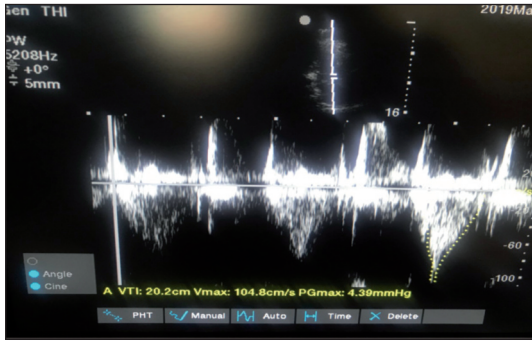 Gen THI
2019Ma
PW
5208Hz
+0°
5mm
16
-60
-100
Angle
Cine
A VTI: 20.2cm Vmax: 104.8cm/s PGmax: 4.39mmHg
PHT Manual Auto Time Delete